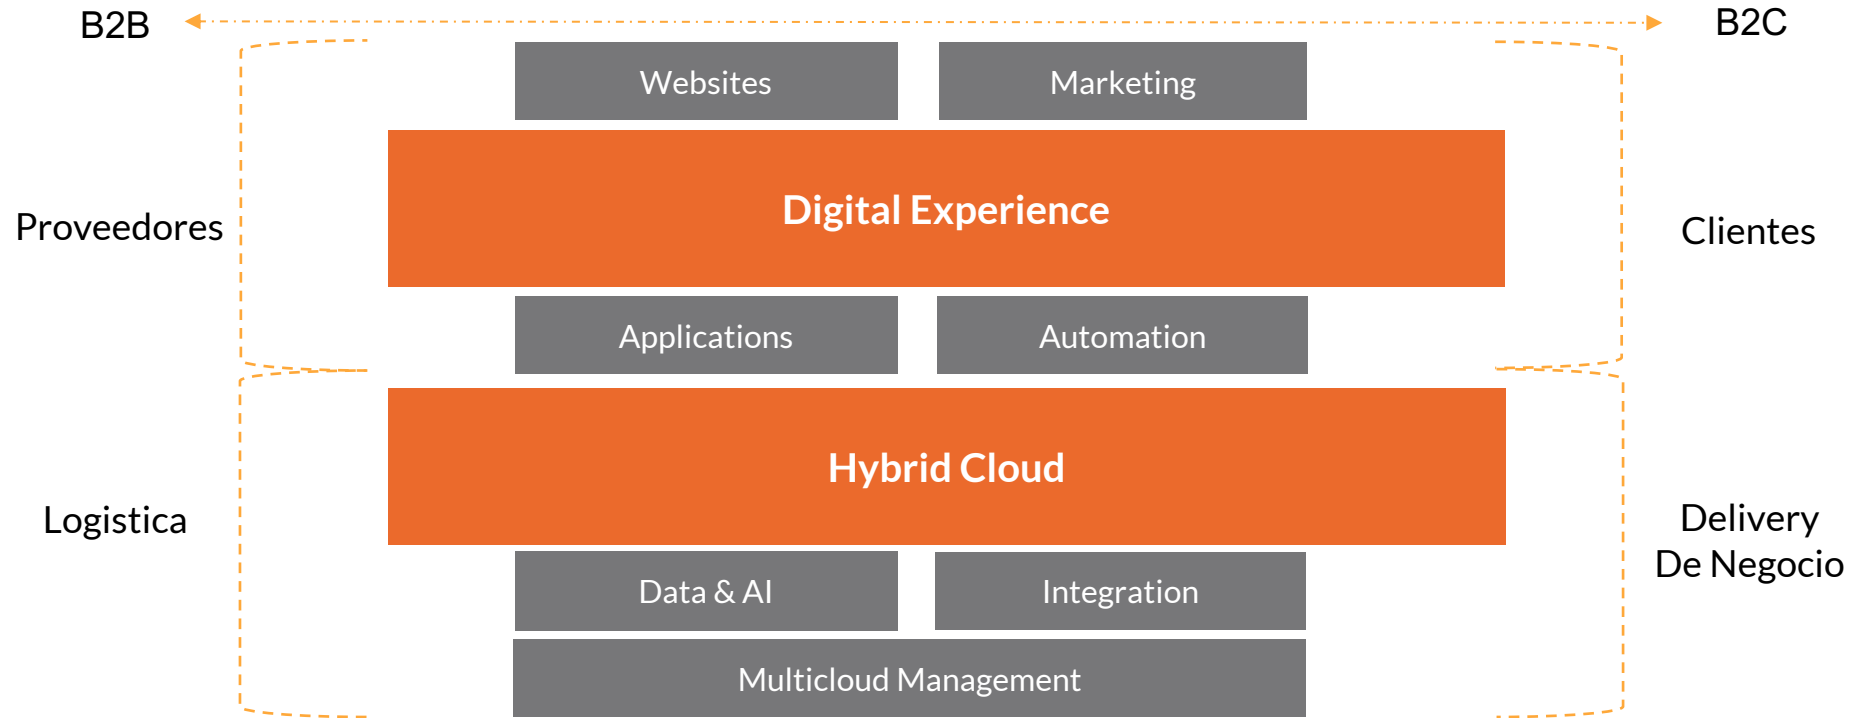 B2B
B2C
Websites
Marketing
Digital Experience
Proveedores
Clientes
Applications
Automation
Hybrid Cloud
Logistica
Delivery
De Negocio
Data & AI
Integration
Multicloud Management